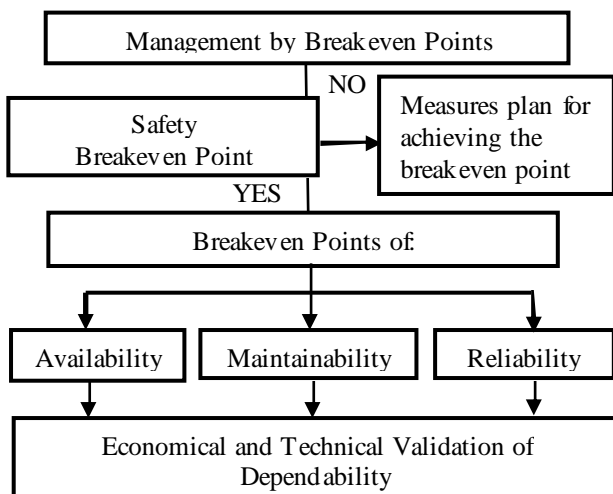 Management by Breakeven Points
NO
Safety
Breakeven Point
Measures plan for
achieving the
breakeven point
YES
Breakeven Points of:
Availability
Maintainability
Reliability
Economical and Technical Validation of
Dependability